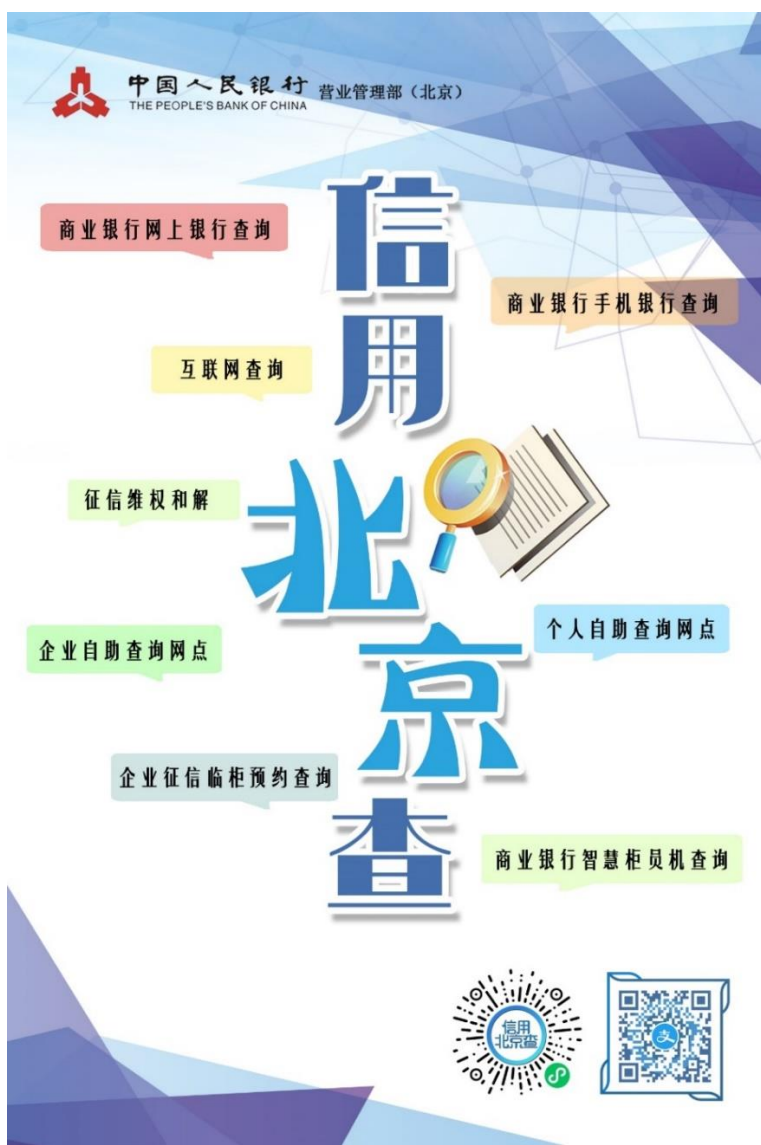 中国人民银行 营业管理部（北京）
THE PEOPLE'S BANK OF CHINA
信用北京查
商业银行网上银行查询
商业银行手机银行查询
互联网查询
征信维权和解
个人自助查询网点
企业自助查询网点
企业征信临柜预约查询
商业银行智慧柜员机查询
信用
北京查
支